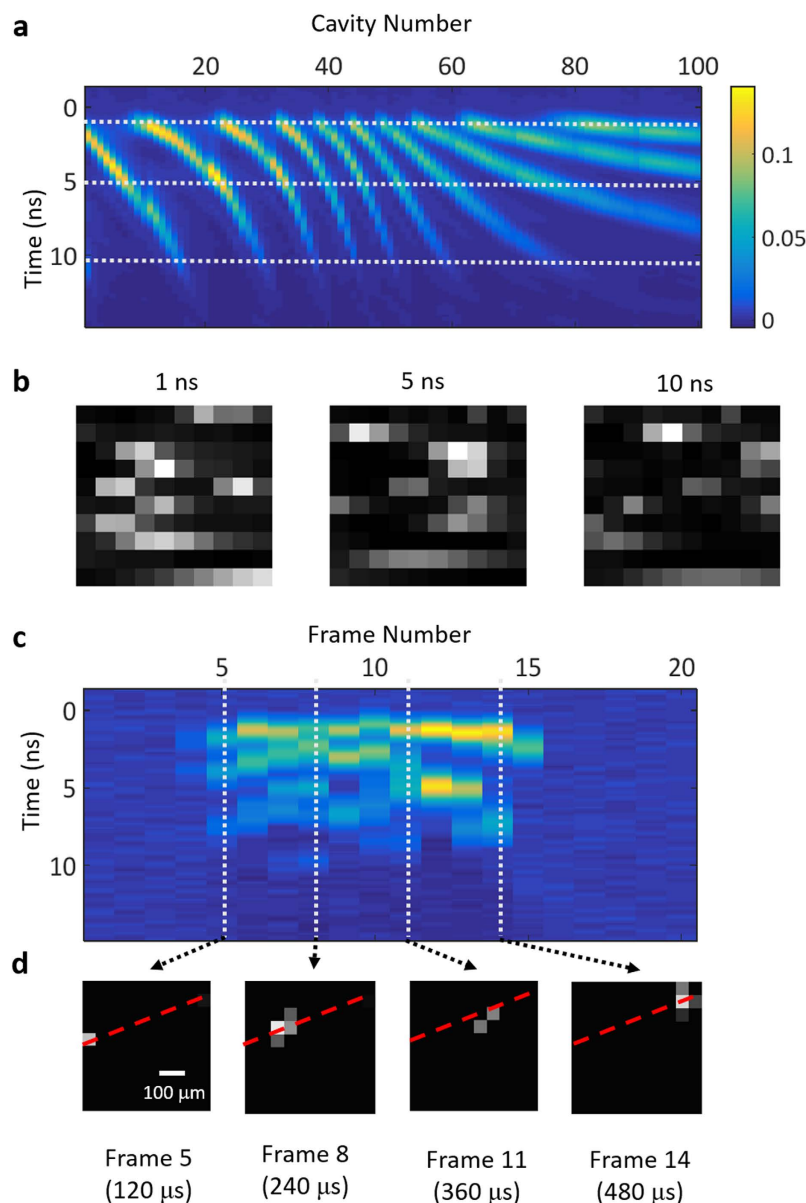 a
Cavity Number
20 40 60 80 100
0
5
10
Time (ns)
0.1
0.05
0
b
1 ns 5 ns 10 ns
c
Frame Number
5 10 15 20
0
5
10
Time (ns)
d
100 μm
Frame 5 Frame 8 Frame 11 Frame 14
(120 μs) (240 μs) (360 μs) (480 μs)